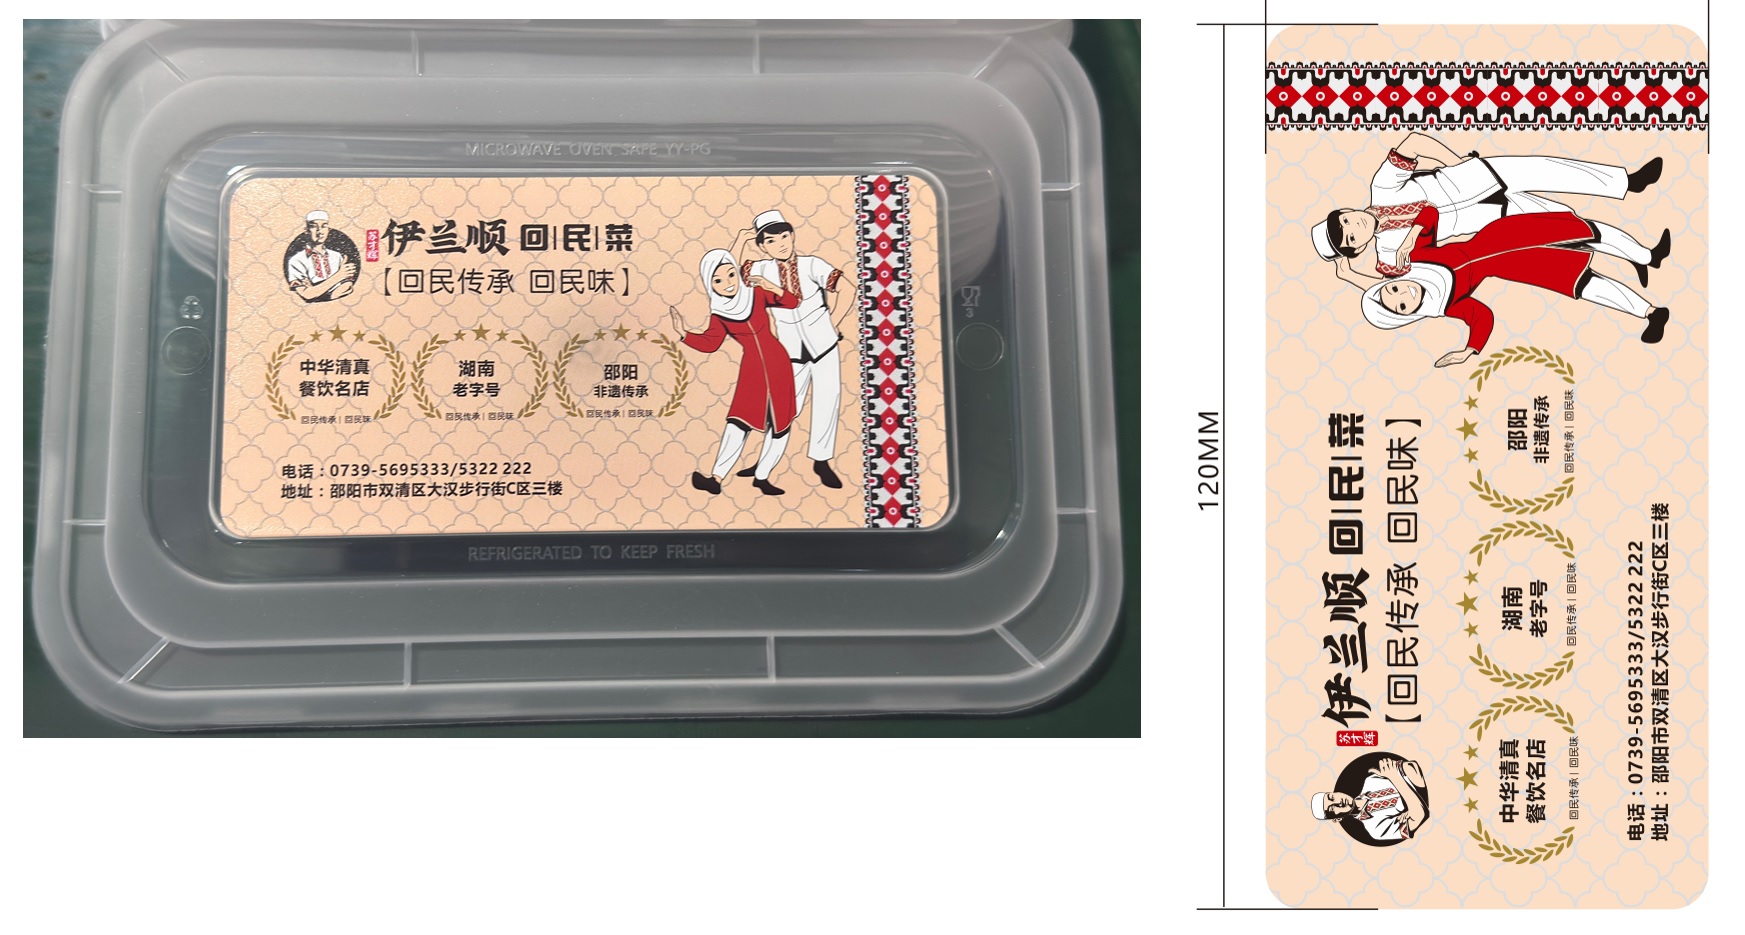 MICROWAVE OVEN SAFE YY-PG
苏才辉
伊兰顺 回|民|菜
【回民传承 回民味】
中华清真
餐饮名店
回民传承 | 回民味
湖南
老字号
回民传承 | 回民味
邵阳
非遗传承
回民传承 | 回民味
电话：0739-5695333/5322 222
地址：邵阳市双清区大汉步行街C区三楼
REFRIGERATED TO KEEP FRESH
3
120MM
苏才辉
伊兰顺 回|民|菜
【回民传承 回民味】
中华清真
餐饮名店
回民传承 | 回民味
湖南
老字号
回民传承 | 回民味
邵阳
非遗传承
回民传承 | 回民味
电话：0739-5695333/5322 222
地址：邵阳市双清区大汉步行街C区三楼